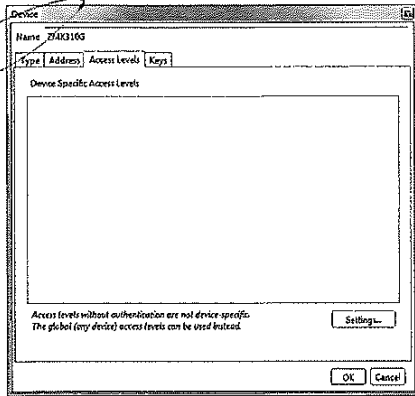 Device
Name ZJ4X310G
Type Address Access Levels Keys
Device Specific Access Levels
Access levels without authentication are not device-specific.
The global (any device) access levels can be used instead.
Settings...
OK Cancel